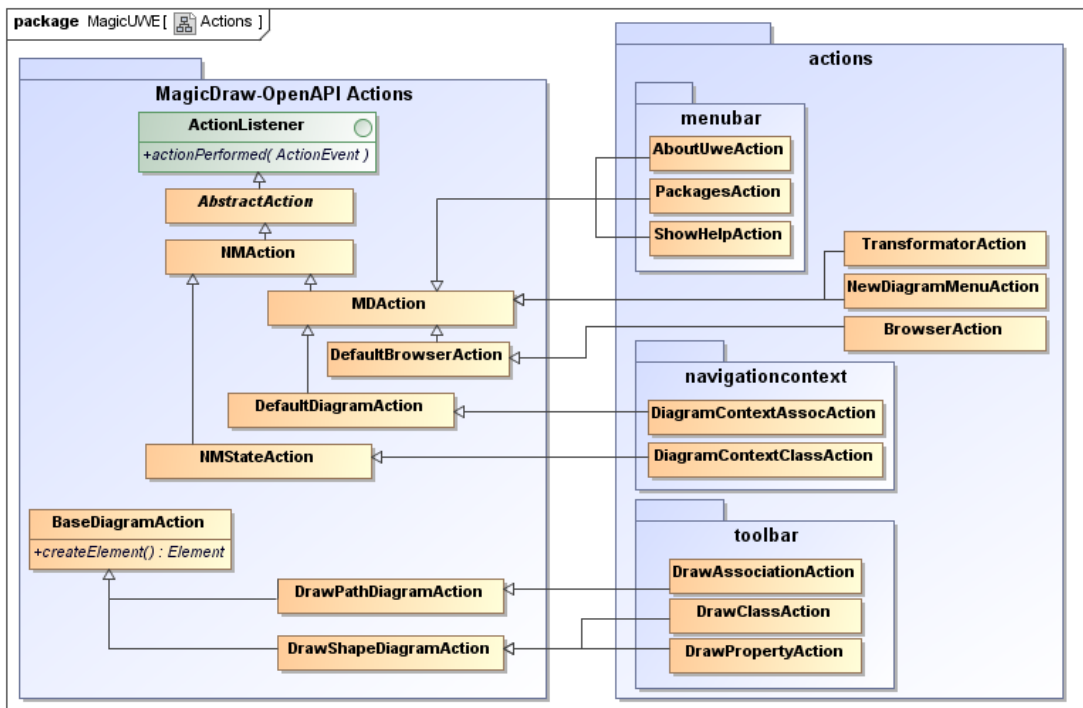 package MagicUWE [ Actions ]
MagicDraw-OpenAPI Actions
ActionListener
+actionPerformed( ActionEvent )
AbstractAction
NMAction
MDAction
DefaultBrowserAction
DefaultDiagramAction
NMStateAction
BaseDiagramAction
+createElement() : Element
DrawPathDiagramAction
DrawShapeDiagramAction
actions
menubar
AboutUweAction
PackagesAction
ShowHelpAction
TransformatorAction
NewDiagramMenuAction
BrowserAction
navigationcontext
DiagramContextAssocAction
DiagramContextClassAction
toolbar
DrawAssociationAction
DrawClassAction
DrawPropertyAction